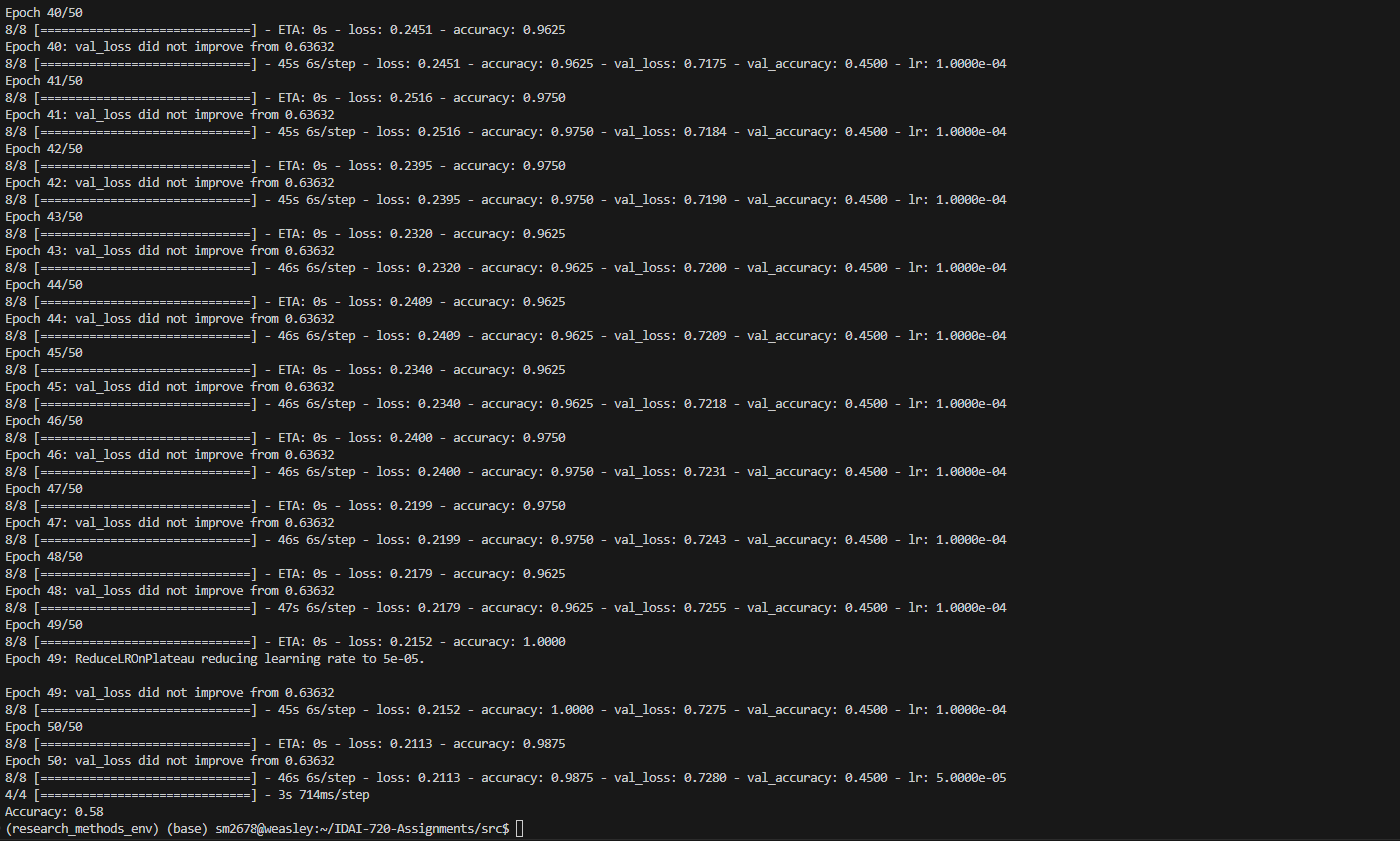 Epoch 40/50
8/8 [==============================] - ETA: 0s - loss: 0.2451 - accuracy: 0.9625
Epoch 40: val_loss did not improve from 0.63632
8/8 [==============================] - 45s 6s/step - loss: 0.2451 - accuracy: 0.9625 - val_loss: 0.7175 - val_accuracy: 0.4500 - lr: 1.0000e-04
Epoch 41/50
8/8 [==============================] - ETA: 0s - loss: 0.2516 - accuracy: 0.9750
Epoch 41: val_loss did not improve from 0.63632
8/8 [==============================] - 45s 6s/step - loss: 0.2516 - accuracy: 0.9750 - val_loss: 0.7184 - val_accuracy: 0.4500 - lr: 1.0000e-04
Epoch 42/50
8/8 [==============================] - ETA: 0s - loss: 0.2395 - accuracy: 0.9750
Epoch 42: val_loss did not improve from 0.63632
8/8 [==============================] - 45s 6s/step - loss: 0.2395 - accuracy: 0.9750 - val_loss: 0.7190 - val_accuracy: 0.4500 - lr: 1.0000e-04
Epoch 43/50
8/8 [==============================] - ETA: 0s - loss: 0.2320 - accuracy: 0.9625
Epoch 43: val_loss did not improve from 0.63632
8/8 [==============================] - 46s 6s/step - loss: 0.2320 - accuracy: 0.9625 - val_loss: 0.7200 - val_accuracy: 0.4500 - lr: 1.0000e-04
Epoch 44/50
8/8 [==============================] - ETA: 0s - loss: 0.2409 - accuracy: 0.9625
Epoch 44: val_loss did not improve from 0.63632
8/8 [==============================] - 46s 6s/step - loss: 0.2409 - accuracy: 0.9625 - val_loss: 0.7209 - val_accuracy: 0.4500 - lr: 1.0000e-04
Epoch 45/50
8/8 [==============================] - ETA: 0s - loss: 0.2340 - accuracy: 0.9625
Epoch 45: val_loss did not improve from 0.63632
8/8 [==============================] - 46s 6s/step - loss: 0.2340 - accuracy: 0.9625 - val_loss: 0.7218 - val_accuracy: 0.4500 - lr: 1.0000e-04
Epoch 46/50
8/8 [==============================] - ETA: 0s - loss: 0.2400 - accuracy: 0.9750
Epoch 46: val_loss did not improve from 0.63632
8/8 [==============================] - 46s 6s/step - loss: 0.2400 - accuracy: 0.9750 - val_loss: 0.7231 - val_accuracy: 0.4500 - lr: 1.0000e-04
Epoch 47/50
8/8 [==============================] - ETA: 0s - loss: 0.2199 - accuracy: 0.9750
Epoch 47: val_loss did not improve from 0.63632
8/8 [==============================] - 46s 6s/step - loss: 0.2199 - accuracy: 0.9750 - val_loss: 0.7243 - val_accuracy: 0.4500 - lr: 1.0000e-04
Epoch 48/50
8/8 [==============================] - ETA: 0s - loss: 0.2179 - accuracy: 0.9625
Epoch 48: val_loss did not improve from 0.63632
8/8 [==============================] - 47s 6s/step - loss: 0.2179 - accuracy: 0.9625 - val_loss: 0.7255 - val_accuracy: 0.4500 - lr: 1.0000e-04
Epoch 49/50
8/8 [==============================] - ETA: 0s - loss: 0.2152 - accuracy: 1.0000
Epoch 49: ReduceLROnPlateau reducing learning rate to 5e-05.
Epoch 49: val_loss did not improve from 0.63632
8/8 [==============================] - 45s 6s/step - loss: 0.2152 - accuracy: 1.0000 - val_loss: 0.7275 - val_accuracy: 0.4500 - lr: 1.0000e-04
Epoch 50/50
8/8 [==============================] - ETA: 0s - loss: 0.2113 - accuracy: 0.9875
Epoch 50: val_loss did not improve from 0.63632
8/8 [==============================] - 46s 6s/step - loss: 0.2113 - accuracy: 0.9875 - val_loss: 0.7280 - val_accuracy: 0.4500 - lr: 5.0000e-05
4/4 [==============================] - 3s 714ms/step
Accuracy: 0.58
(research_methods_env) (base) sm2678@weasley:~/IDAI-720-Assignments/src$